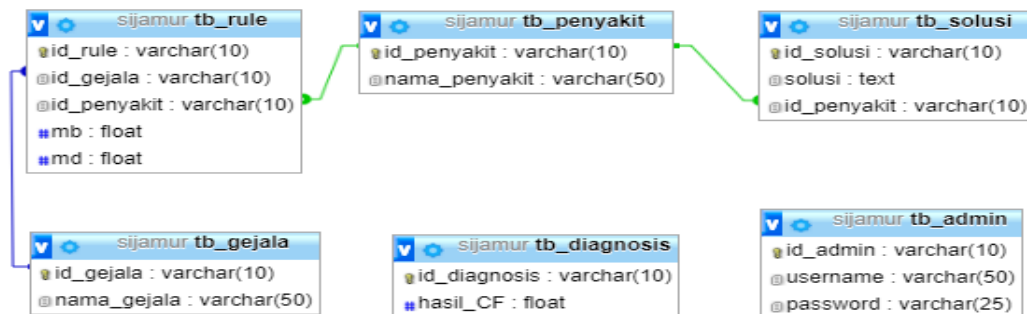 sijamur tb_rule
id_rule : varchar(10)
id_gejala : varchar(10)
id_penyakit : varchar(10)
#mb : float
#md : float
sijamur tb_penyakit
id_penyakit : varchar(10)
nama_penyakit : varchar(50)
sijamur tb_solusi
id_solusi : varchar(10)
solusi : text
id_penyakit : varchar(10)
sijamur tb_gejala
id_gejala : varchar(10)
nama_gejala : varchar(50)
sijamur tb_diagnosis
id_diagnosis : varchar(10)
#hasil_CF : float
sijamur tb_admin
id_admin : varchar(10)
username : varchar(50)
password : varchar(25)